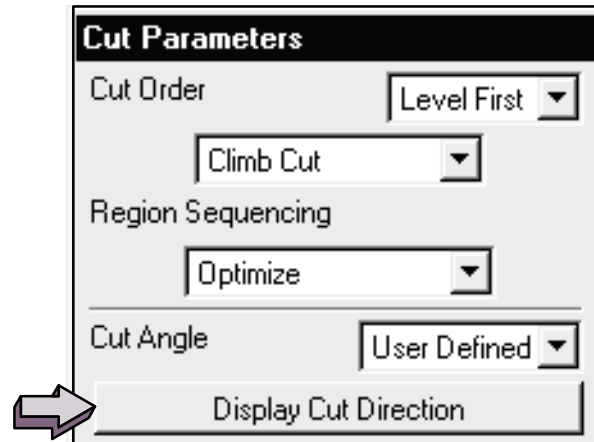 Cut Parameters
Cut Order Level First
Climb Cut
Region Sequencing
Optimize
Cut Angle User Defined
Display Cut Direction